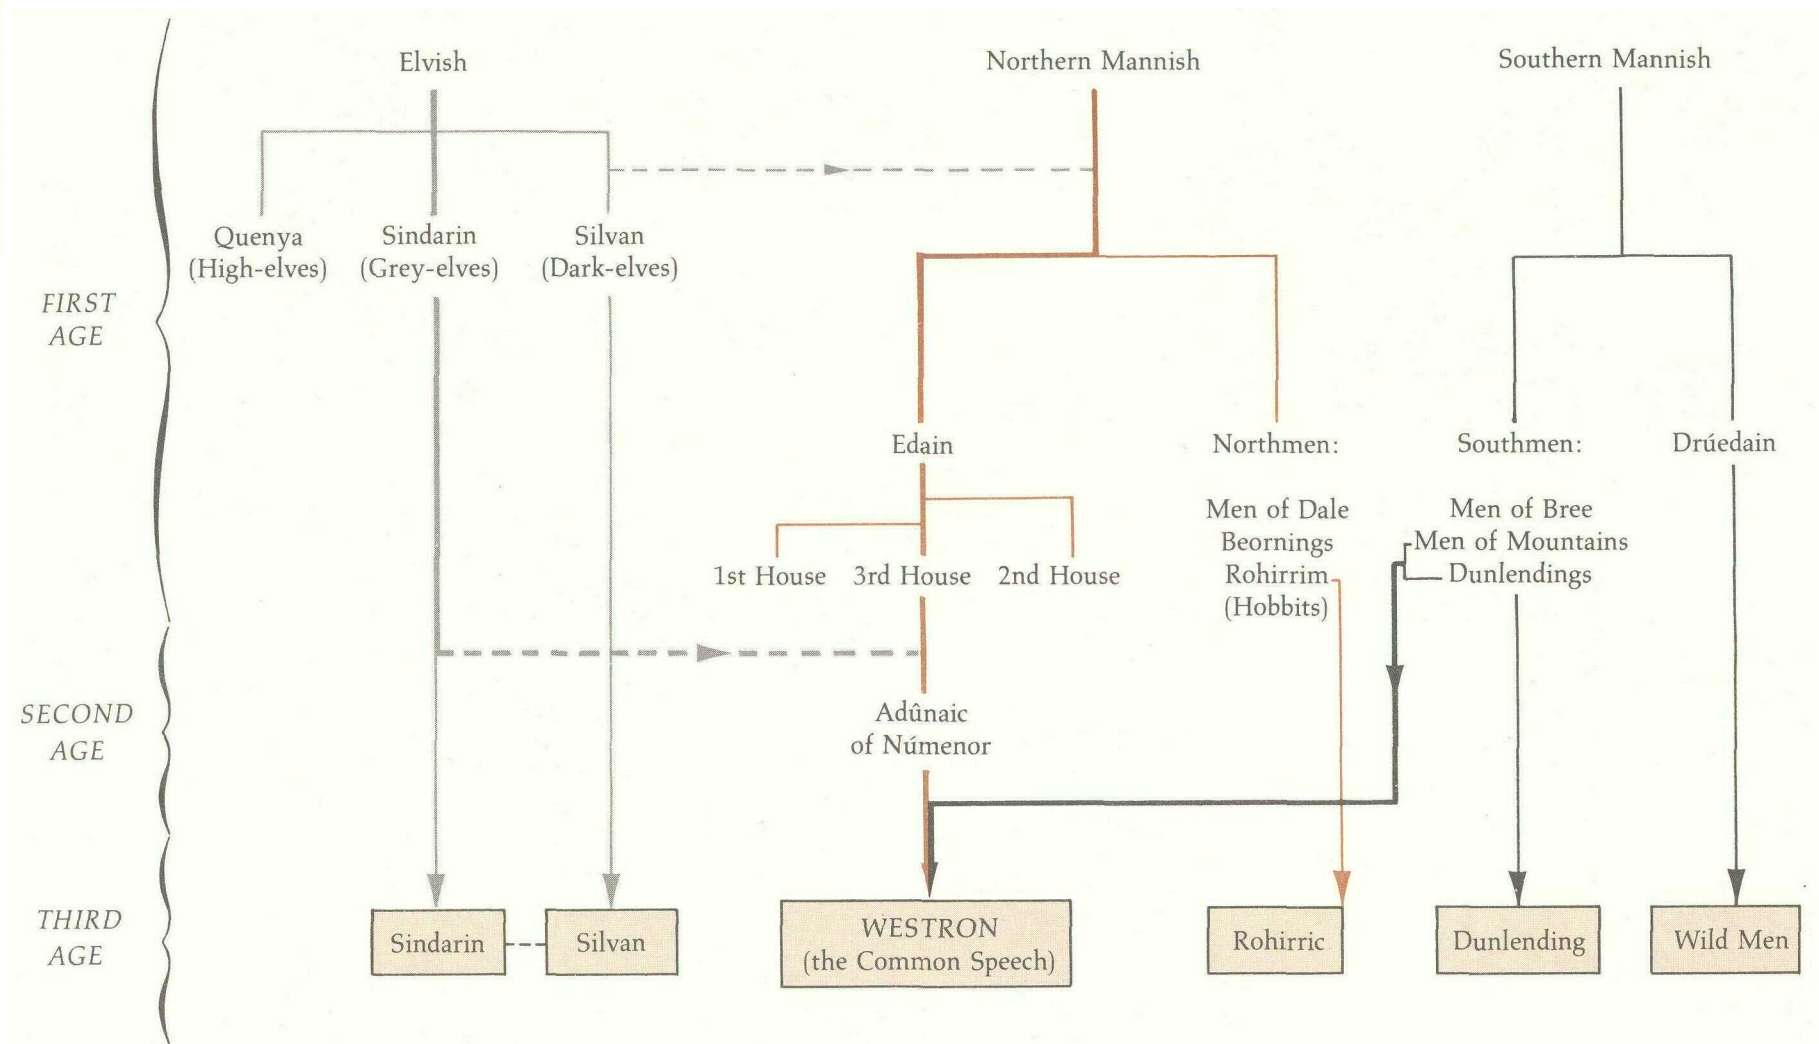 Elvish
Northern Mannish
Southern Mannish
Quenya
(High-elves)
Sindarin
(Grey-elves)
Silvan
(Dark-elves)
FIRST
AGE
Edain
Northmen:
Southmen:
Drúedain
Men of Dale
Beornings
Rohirrim
(Hobbits)
Men of Bree
Men of Mountains
Dunlendings
1st House
3rd House
2nd House
SECOND
AGE
Adûnaic
of Númenor
THIRD
AGE
Sindarin
Silvan
WESTRON
(the Common Speech)
Rohirric
Dunlending
Wild Men